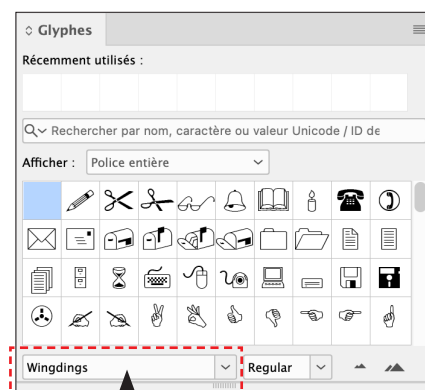 Glyphes
Récemment utilisés :
Rechercher par nom, caractère ou valeur Unicode / ID de
Afficher : Police entière
Wingdings Regular